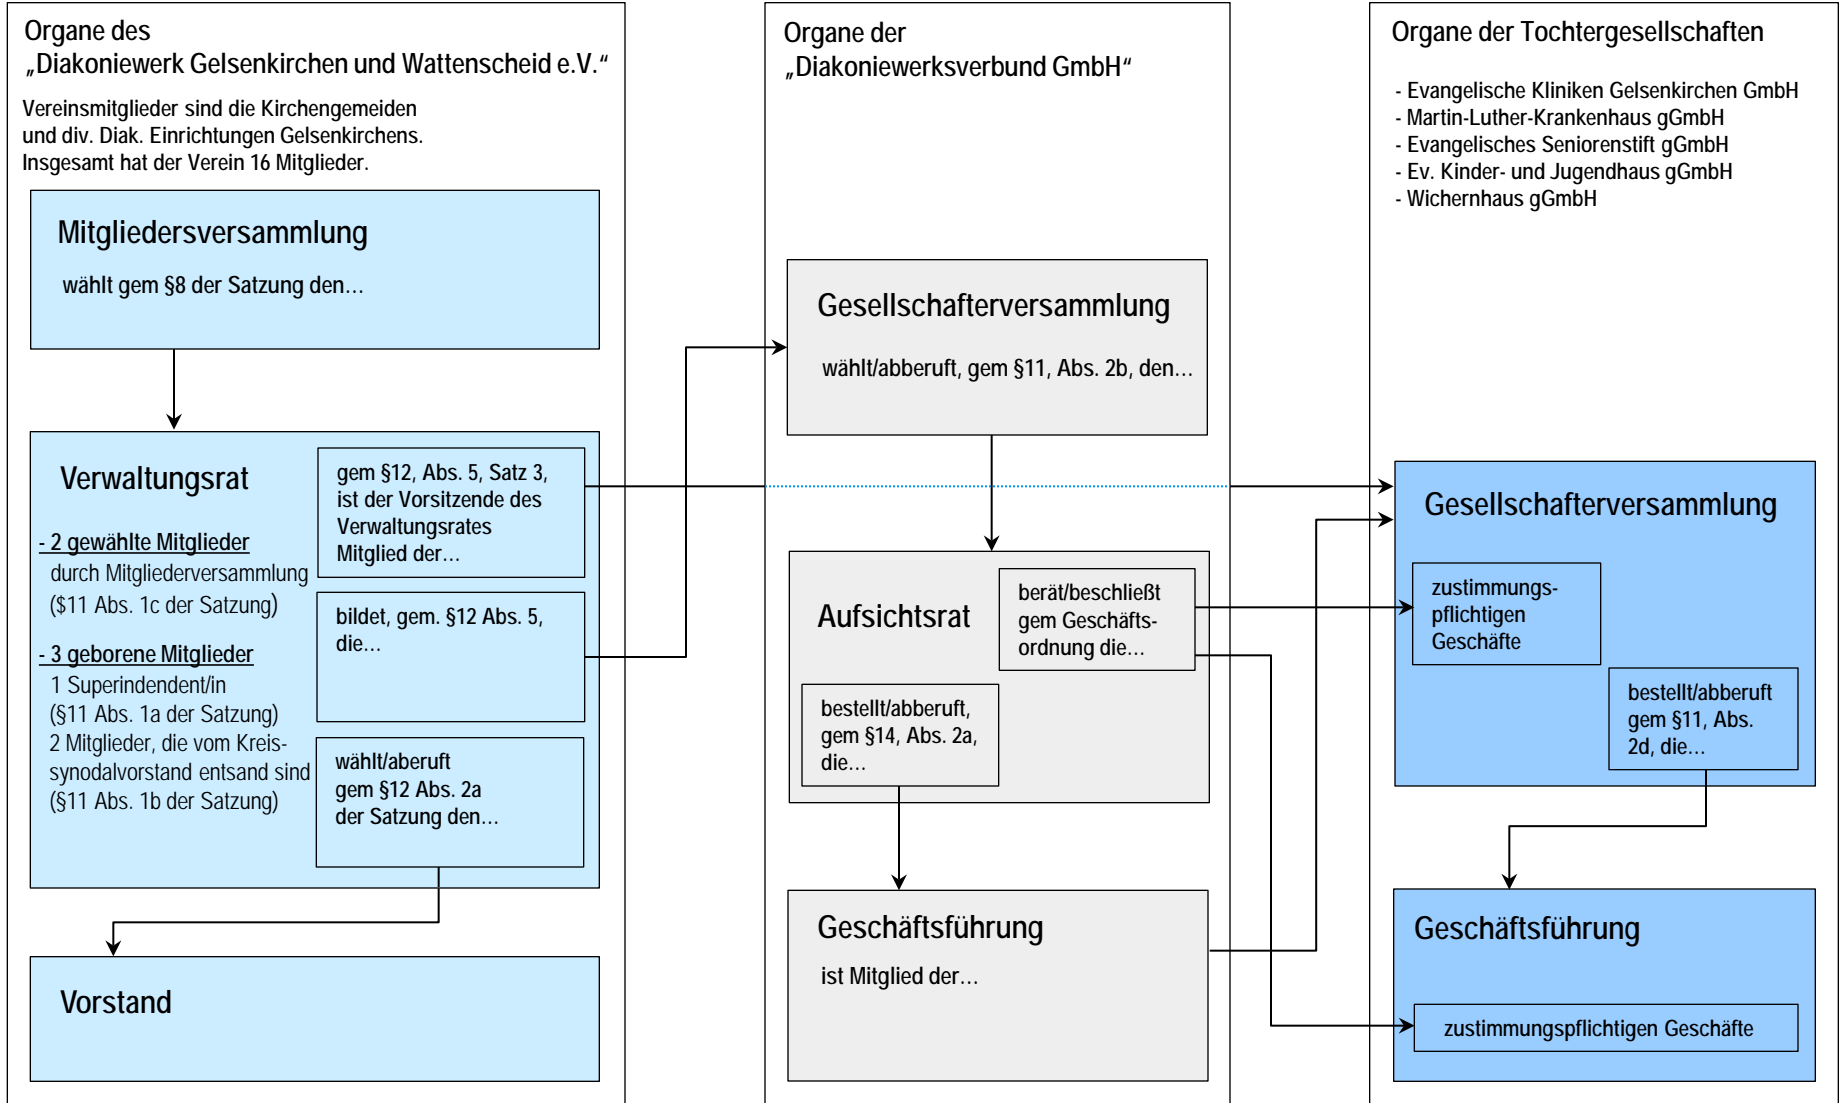 Organe des
„Diakoniewerk Gelsenkirchen und Wattenscheid e.V.“
Vereinsmitglieder sind die Kirchengemeiden
und div. Diak. Einrichtungen Gelsenkirchens.
Insgesamt hat der Verein 16 Mitglieder.
Mitgliedersversammlung
wählt gem §8 der Satzung den...
Verwaltungsrat
- 2 gewählte Mitglieder
durch Mitgliederversammlung
($11 Abs. 1c der Satzung)
- 3 geborene Mitglieder
1 Superindendent/in
(§11 Abs. 1a der Satzung)
2 Mitglieder, die vom Kreis-
synodalvorstand entsand sind
(§11 Abs. 1b der Satzung)
gem §12, Abs. 5, Satz 3,
ist der Vorsitzende des
Verwaltungsrates
Mitglied der...
bildet, gem. §12 Abs. 5,
die...
wählt/aberuft
gem §12 Abs. 2a
der Satzung den...
Vorstand
Organe der
„Diakoniewerksverbund GmbH“
Gesellschafterversammlung
wählt/abberuft, gem §11, Abs. 2b, den...
Aufsichtsrat
berät/beschließt
gem Geschäfts-
ordnung die...
bestellt/abberuft,
gem §14, Abs. 2a,
die...
Geschäftsführung
ist Mitglied der...
Organe der Tochtergesellschaften
- Evangelische Kliniken Gelsenkirchen GmbH
- Martin-Luther-Krankenhaus gGmbH
- Evangelisches Seniorenstift gGmbH
- Ev. Kinder- und Jugendhaus gGmbH
- Wichernhaus gGmbH
Gesellschafterversammlung
zustimmungs-
pflichtigen
Geschäfte
bestellt/abberuft
gem §11, Abs.
2d, die...
Geschäftsführung
zustimmungspflichtigen Geschäfte